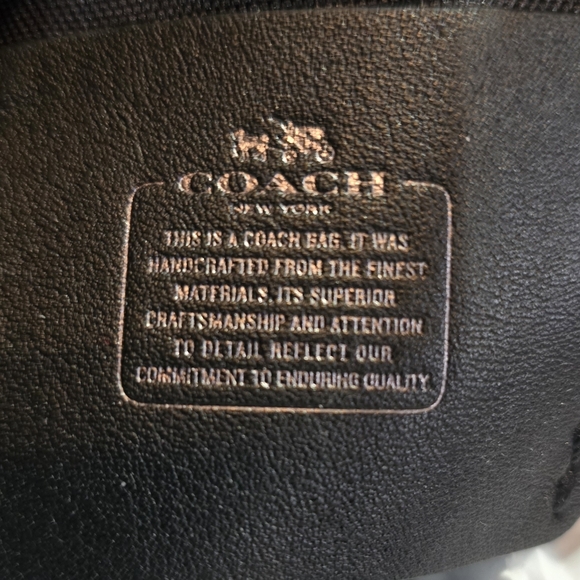 COACH
NEW YORK
THIS IS A COACH BAG. IT WAS
HANDCRAFTED FROM THE FINEST
MATERIALS. ITS SUPERIOR
CRAFTSMANSHIP AND ATTENTION
TO DETAIL REFLECT OUR
COMMITMENT TO ENDURING QUALITY